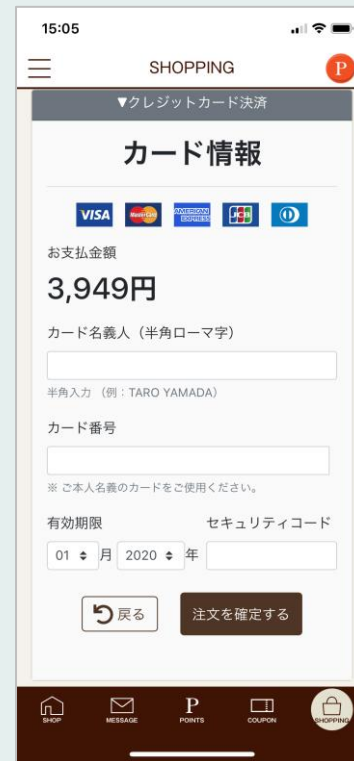 15:05
SHOPPING
P
▼クレジットカード決済
カード情報
VISA MasterCard AMERICAN EXPRESS JCB
お支払金額
3,949円
カード名義人（半角ローマ字）
半角入力 （例：TARO YAMADA）
カード番号
※ ご本人名義のカードをご使用ください。
有効期限 セキュリティコード
01 月 2020 年
戻る 注文を確定する
P
SHOP MESSAGE POINTS COUPON SHOPPING